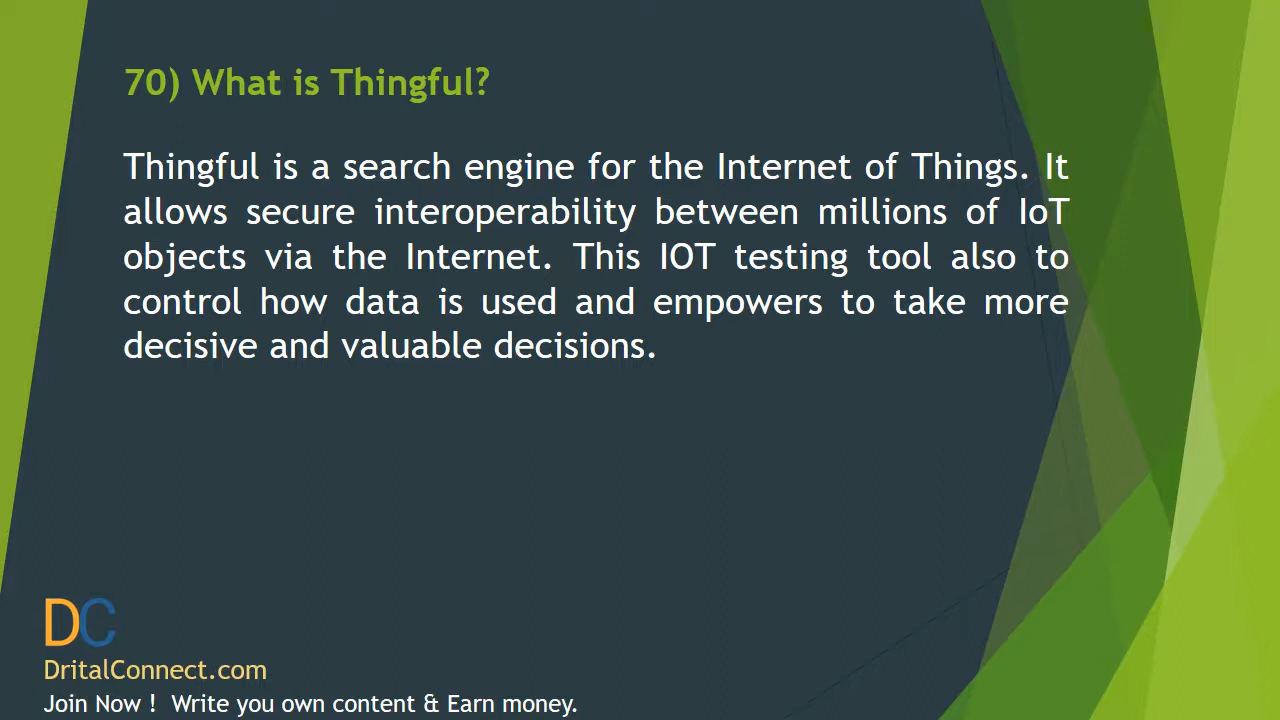 70) What is Thingful?
Thingful is a search engine for the Internet of Things. It
allows secure interoperability between millions of IoT
objects via the Internet. This IOT testing tool also to
control how data is used and empowers to take more
decisive and valuable decisions.
DC
DritalConnect.com
Join Now !  Write you own content & Earn money.